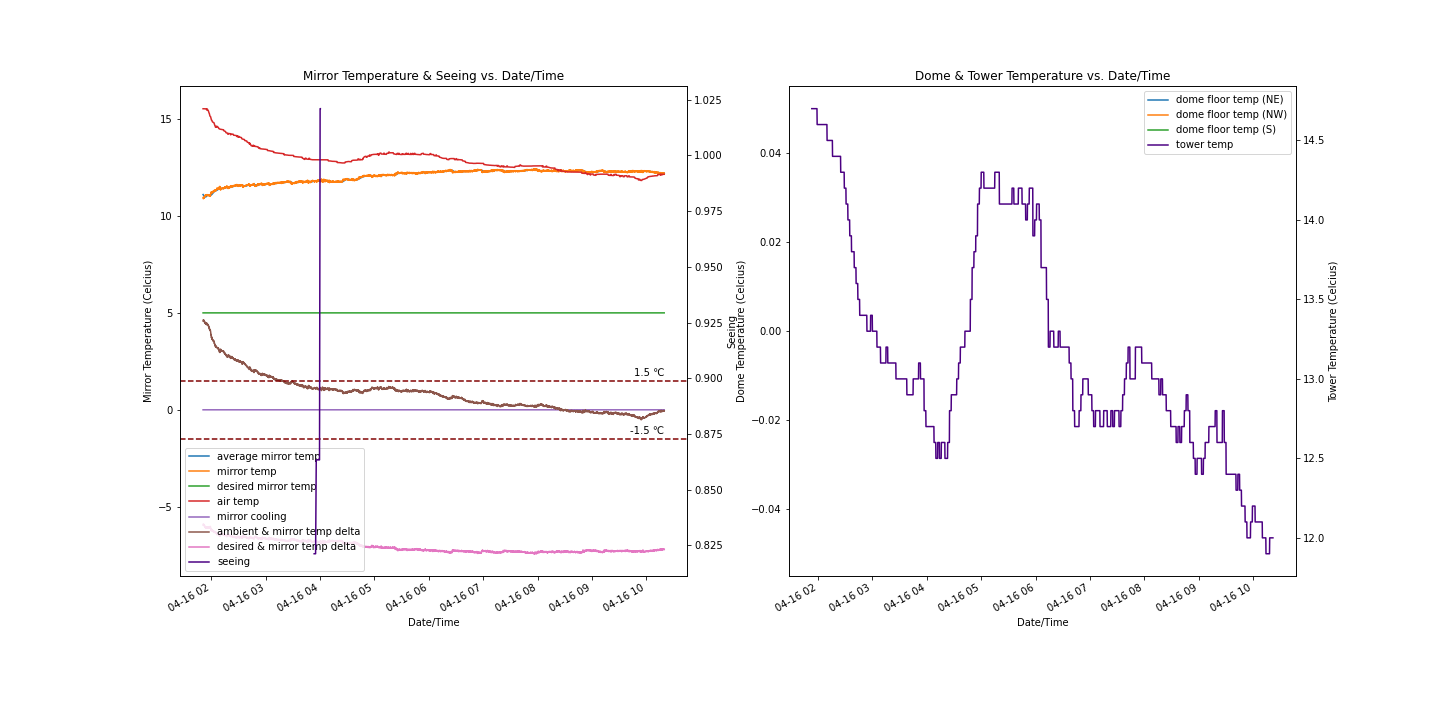 Mirror Temperature & Seeing vs. Date/Time
Mirror Temperature (Celcius)
15
10
5
0
−5
1.025
1.000
0.975
0.950
0.925
0.900
0.875
0.850
0.825
Seeing
1.5 °C
-1.5 °C
average mirror temp
mirror temp
desired mirror temp
air temp
mirror cooling
ambient & mirror temp delta
desired & mirror temp delta
seeing
04-16 02
04-16 03
04-16 04
04-16 05
04-16 06
04-16 07
04-16 08
04-16 09
04-16 10
Date/Time
Dome & Tower Temperature vs. Date/Time
Dome Temperature (Celcius)
0.04
0.02
0.00
−0.02
−0.04
dome floor temp (NE)
dome floor temp (NW)
dome floor temp (S)
tower temp
14.5
14.0
13.5
13.0
12.5
12.0
Tower Temperature (Celcius)
04-16 02
04-16 03
04-16 04
04-16 05
04-16 06
04-16 07
04-16 08
04-16 09
04-16 10
Date/Time